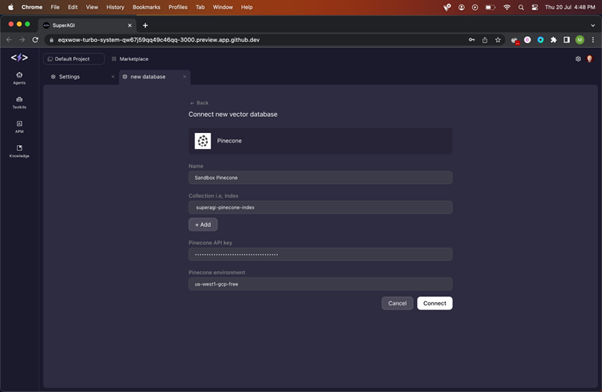 Chrome File Edit View History Bookmarks Profiles Tab Window Help Thu 20 Jul 4:48 PM
SuperAGI
eqxwow-turbo-system-qw67j59qq49c46qq-3000.preview.app.github.dev
Default Project Marketplace
Settings new database
Agents
Toolkits
APM
Knowledge
Back
Connect new vector database
Pinecone
Name
Sandbox Pinecone
Collection i.e, Index
superagi-pinecone-index
+ Add
Pinecone API key
Pinecone environment
us-west1-gcp-free
Cancel Connect